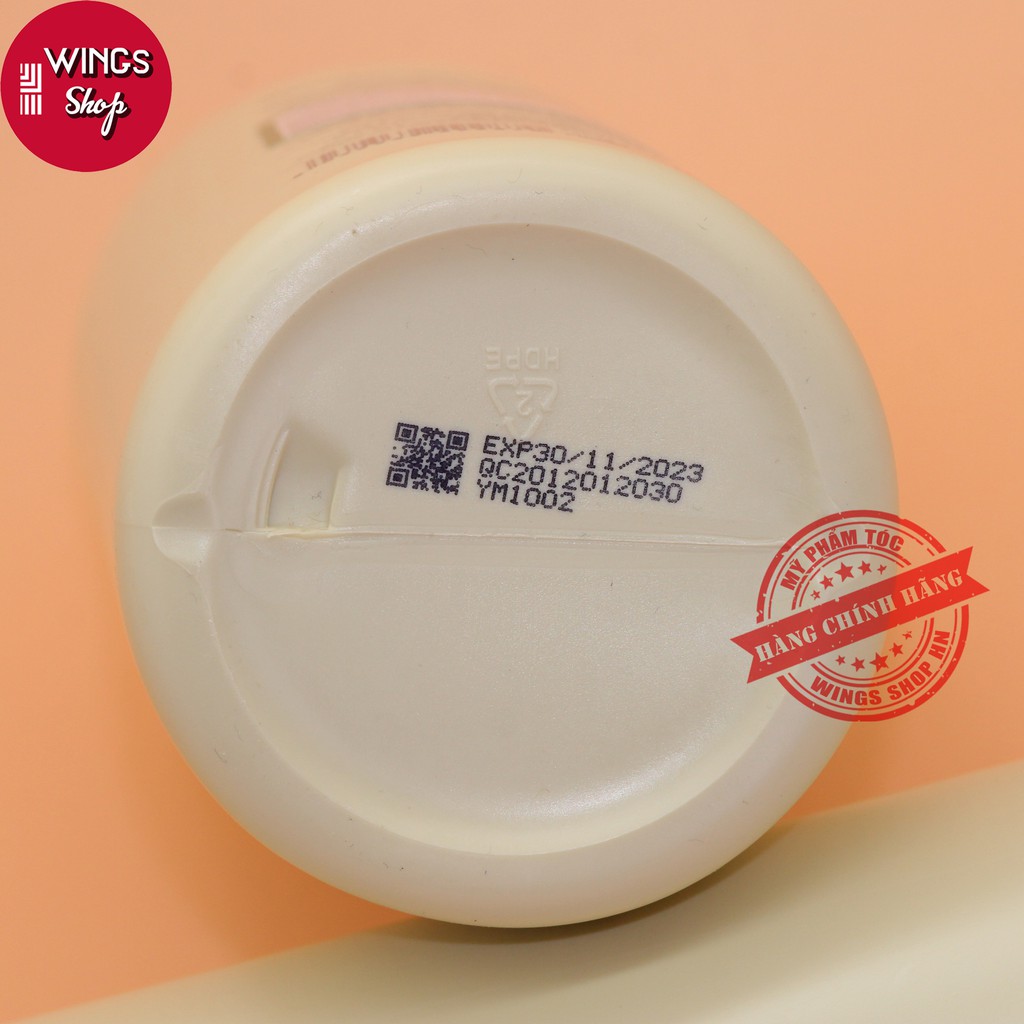 WINGS
Shop
HDPE
2
EXP30/11/2023
QC2012012030
YM1002
MỸ PHẨM TÓC
HÀNG CHÍNH HÃNG
WINGS SHOP HN